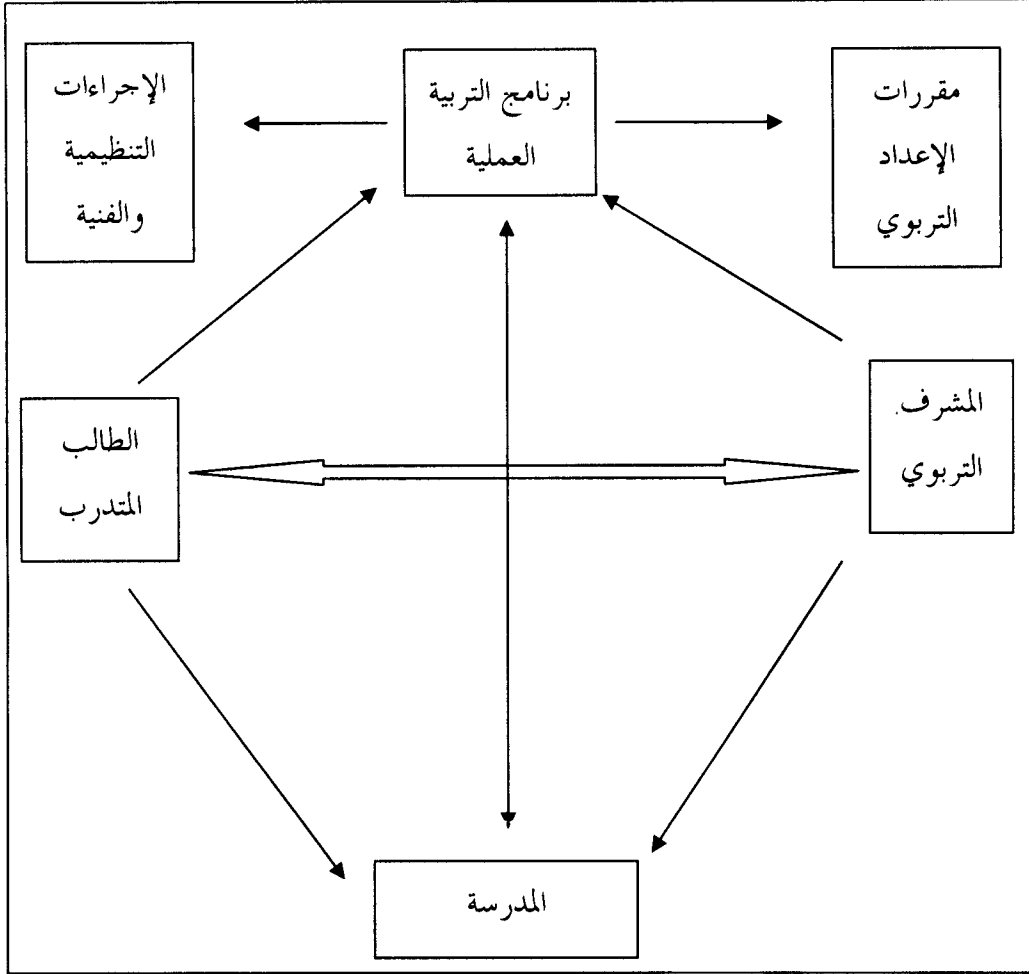 مقررات
الإعداد
التربوي
برنامج التربية
العملية
الإجراءات
التنظيمية
والفنية
المشرف
التربوي
الطالب
المتدرب
المدرسة